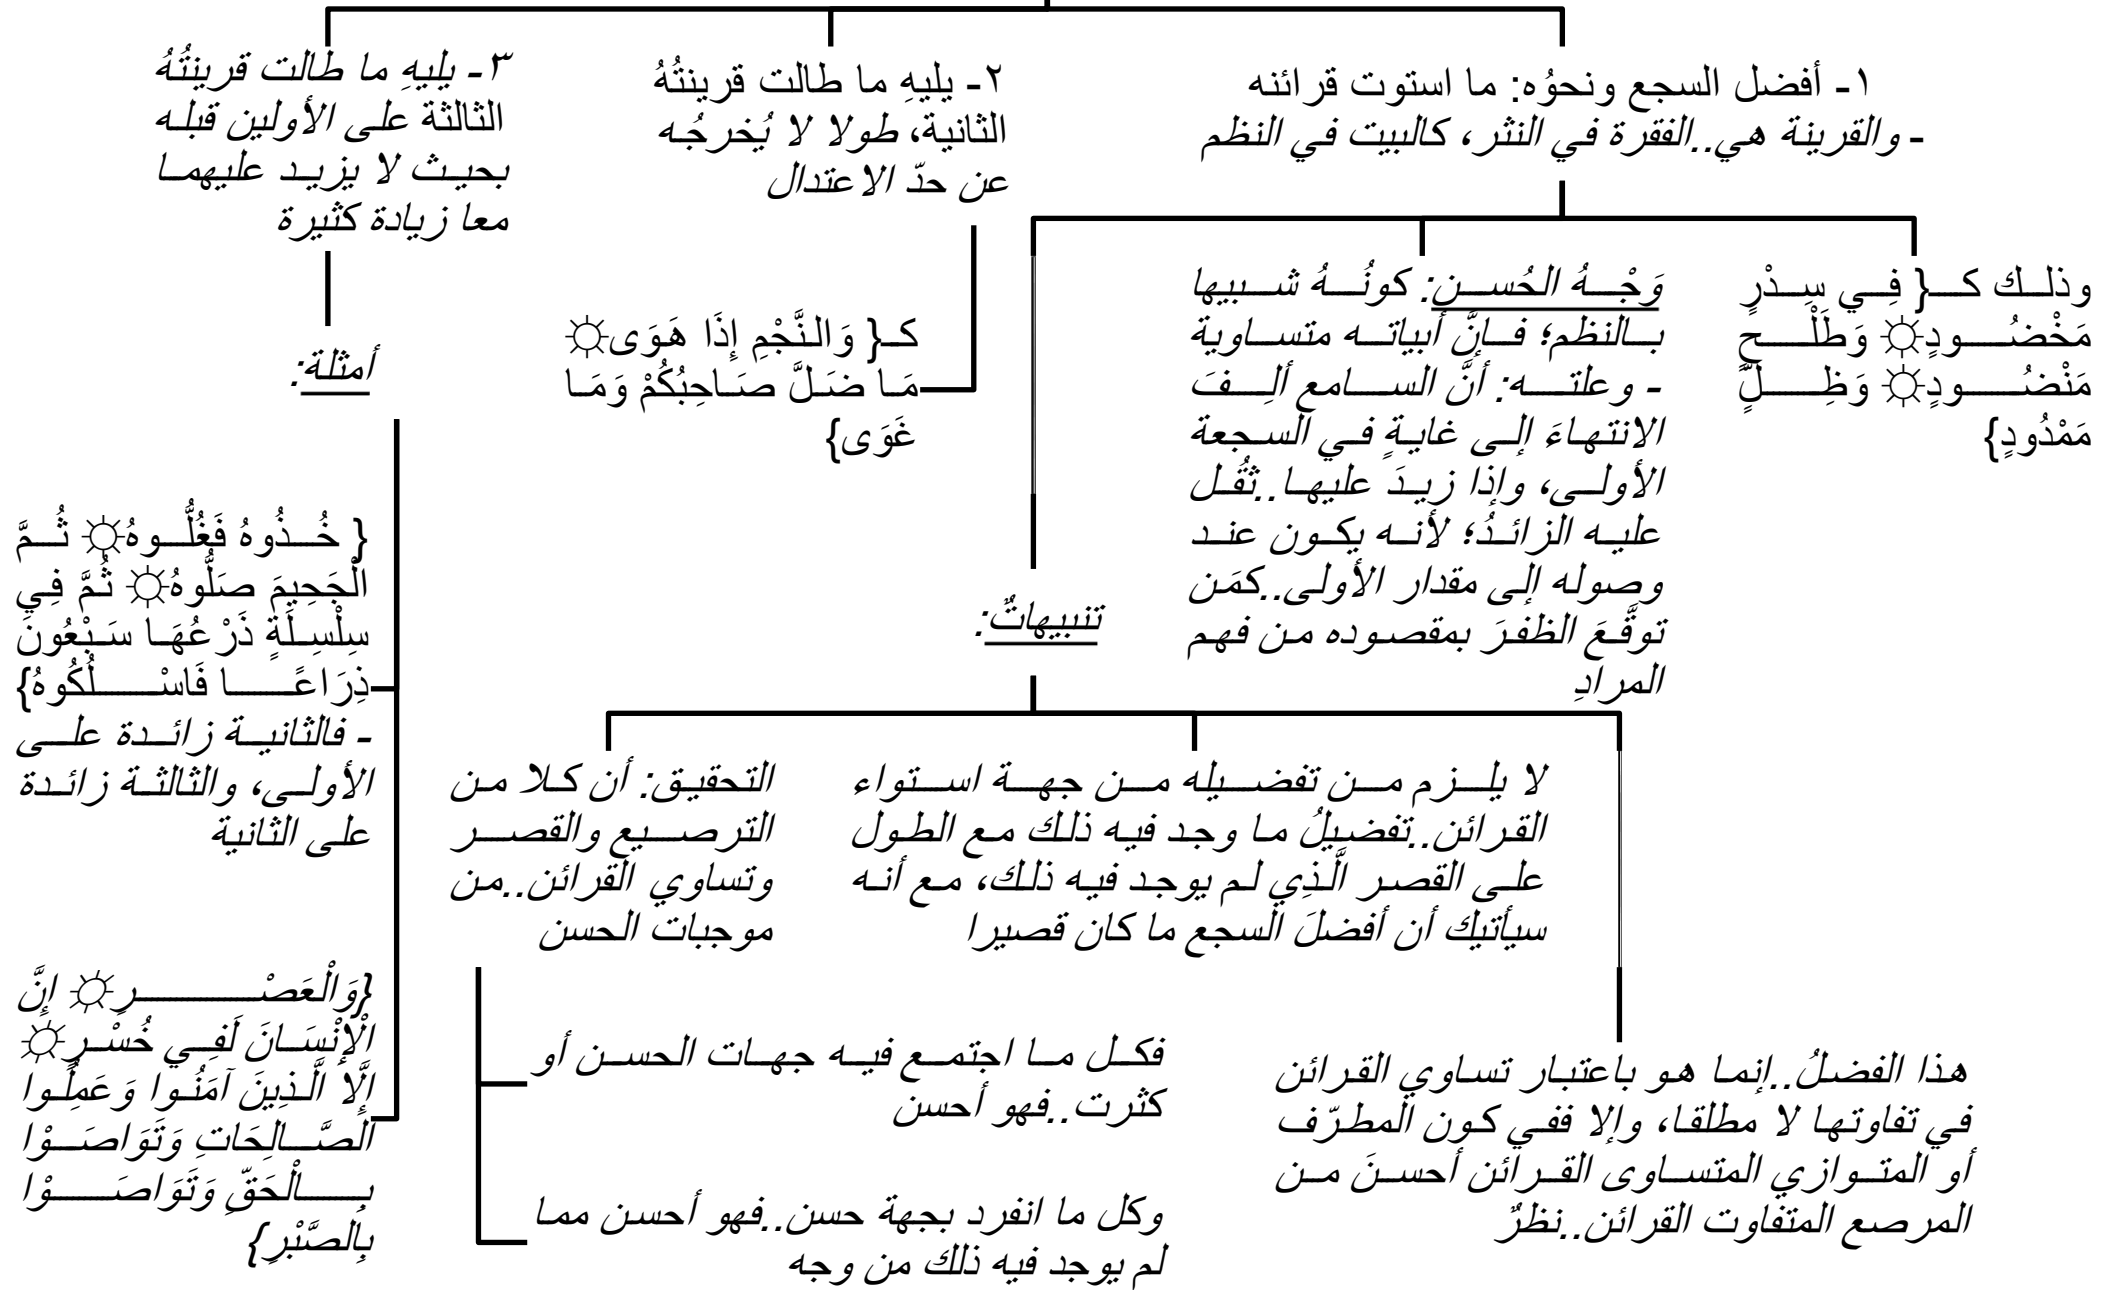 ١- أفضل السجع ونحوُه: ما استوت قرائنه
- والقرينة هي..الفقرة في النثر، كالبيت في النظم
وذلك كـ{ فِي سِدْرٍ
مَخْضُودٍ☼ وَطَلْحٍ
مَنْضُودٍ☼ وَظِلٍّ
مَمْدُودٍ}
وَجْهُ الحُسن: كونُهُ شبيها
بالنظم؛ فإنَّ أبياته متساوية
- وعلته: أنَّ السامع ألِفَ
الانتهاءَ إلى غايةٍ في السجعة
الأولى، وإذا زيدَ عليها..ثقُل
عليه الزائدُ؛ لأنه يكون عند
وصوله إلى مقدار الأولى..كمَن
توقَّعَ الظفرَ بمقصوده من فهم
المرادِ
تنبيهاتٌ:
هذا الفضلُ..إنما هو باعتبار تساوي القرائن
في تفاوتها لا مطلقا، وإلا ففي كون المطرّف
أو المتوازي المتساوى القرائن أحسنَ من
المرصع المتفاوت القرائن..نظرٌ
لا يلزم من تفضيله من جهة استواء
القرائن..تفضيلُ ما وجد فيه ذلك مع الطول
على القصر الَّذِي لم يوجد فيه ذلك، مع أنه
سيأتيك أن أفضلَ السجع ما كان قصيرا
التحقيق: أن كلا من
الترصيع والقصر
وتساوي القرائن..من
موجبات الحسن
فكل ما اجتمع فيه جهات الحسن أو
كثرت..فهو أحسن
وكل ما انفرد بجهة حسن..فهو أحسن مما
لم يوجد فيه ذلك من وجه
٢- يليهِ ما طالت قرينتُهُ
الثانية، طولا لا يُخرجُه
عن حدّ الاعتدال
كـ{ وَالنَّجْمِ إِذَا هَوَى☼
مَا ضَلَّ صَاحِبُكُمْ وَمَا
غَوَى}
٣- يليهِ ما طالت قرينتُهُ
الثالثة على الأولين قبله
بحيث لا يزيد عليهما
معا زيادة كثيرة
أمثلة:
{ خُذُوهُ فَغُلُّوهُ☼ ثُمَّ
الْجَحِيمَ صَلُّوهُ☼ ثُمَّ فِي
سِلْسِلَةٍ ذَرْعُهَا سَبْعُونَ
ذِرَاعًا فَاسْلُكُوهُ}
- فالثانية زائدة على
الأولى، والثالثة زائدة
على الثانية
{وَالْعَصْرِ☼ إِنَّ
الْإِنْسَانَ لَفِي خُسْرٍ☼
إِلَّا الَّذِينَ آمَنُوا وَعَمِلُوا
الصَّالِحَاتِ وَتَوَاصَوْا
بِالْحَقِّ وَتَوَاصَوْا
بِالصَّبْرِ}